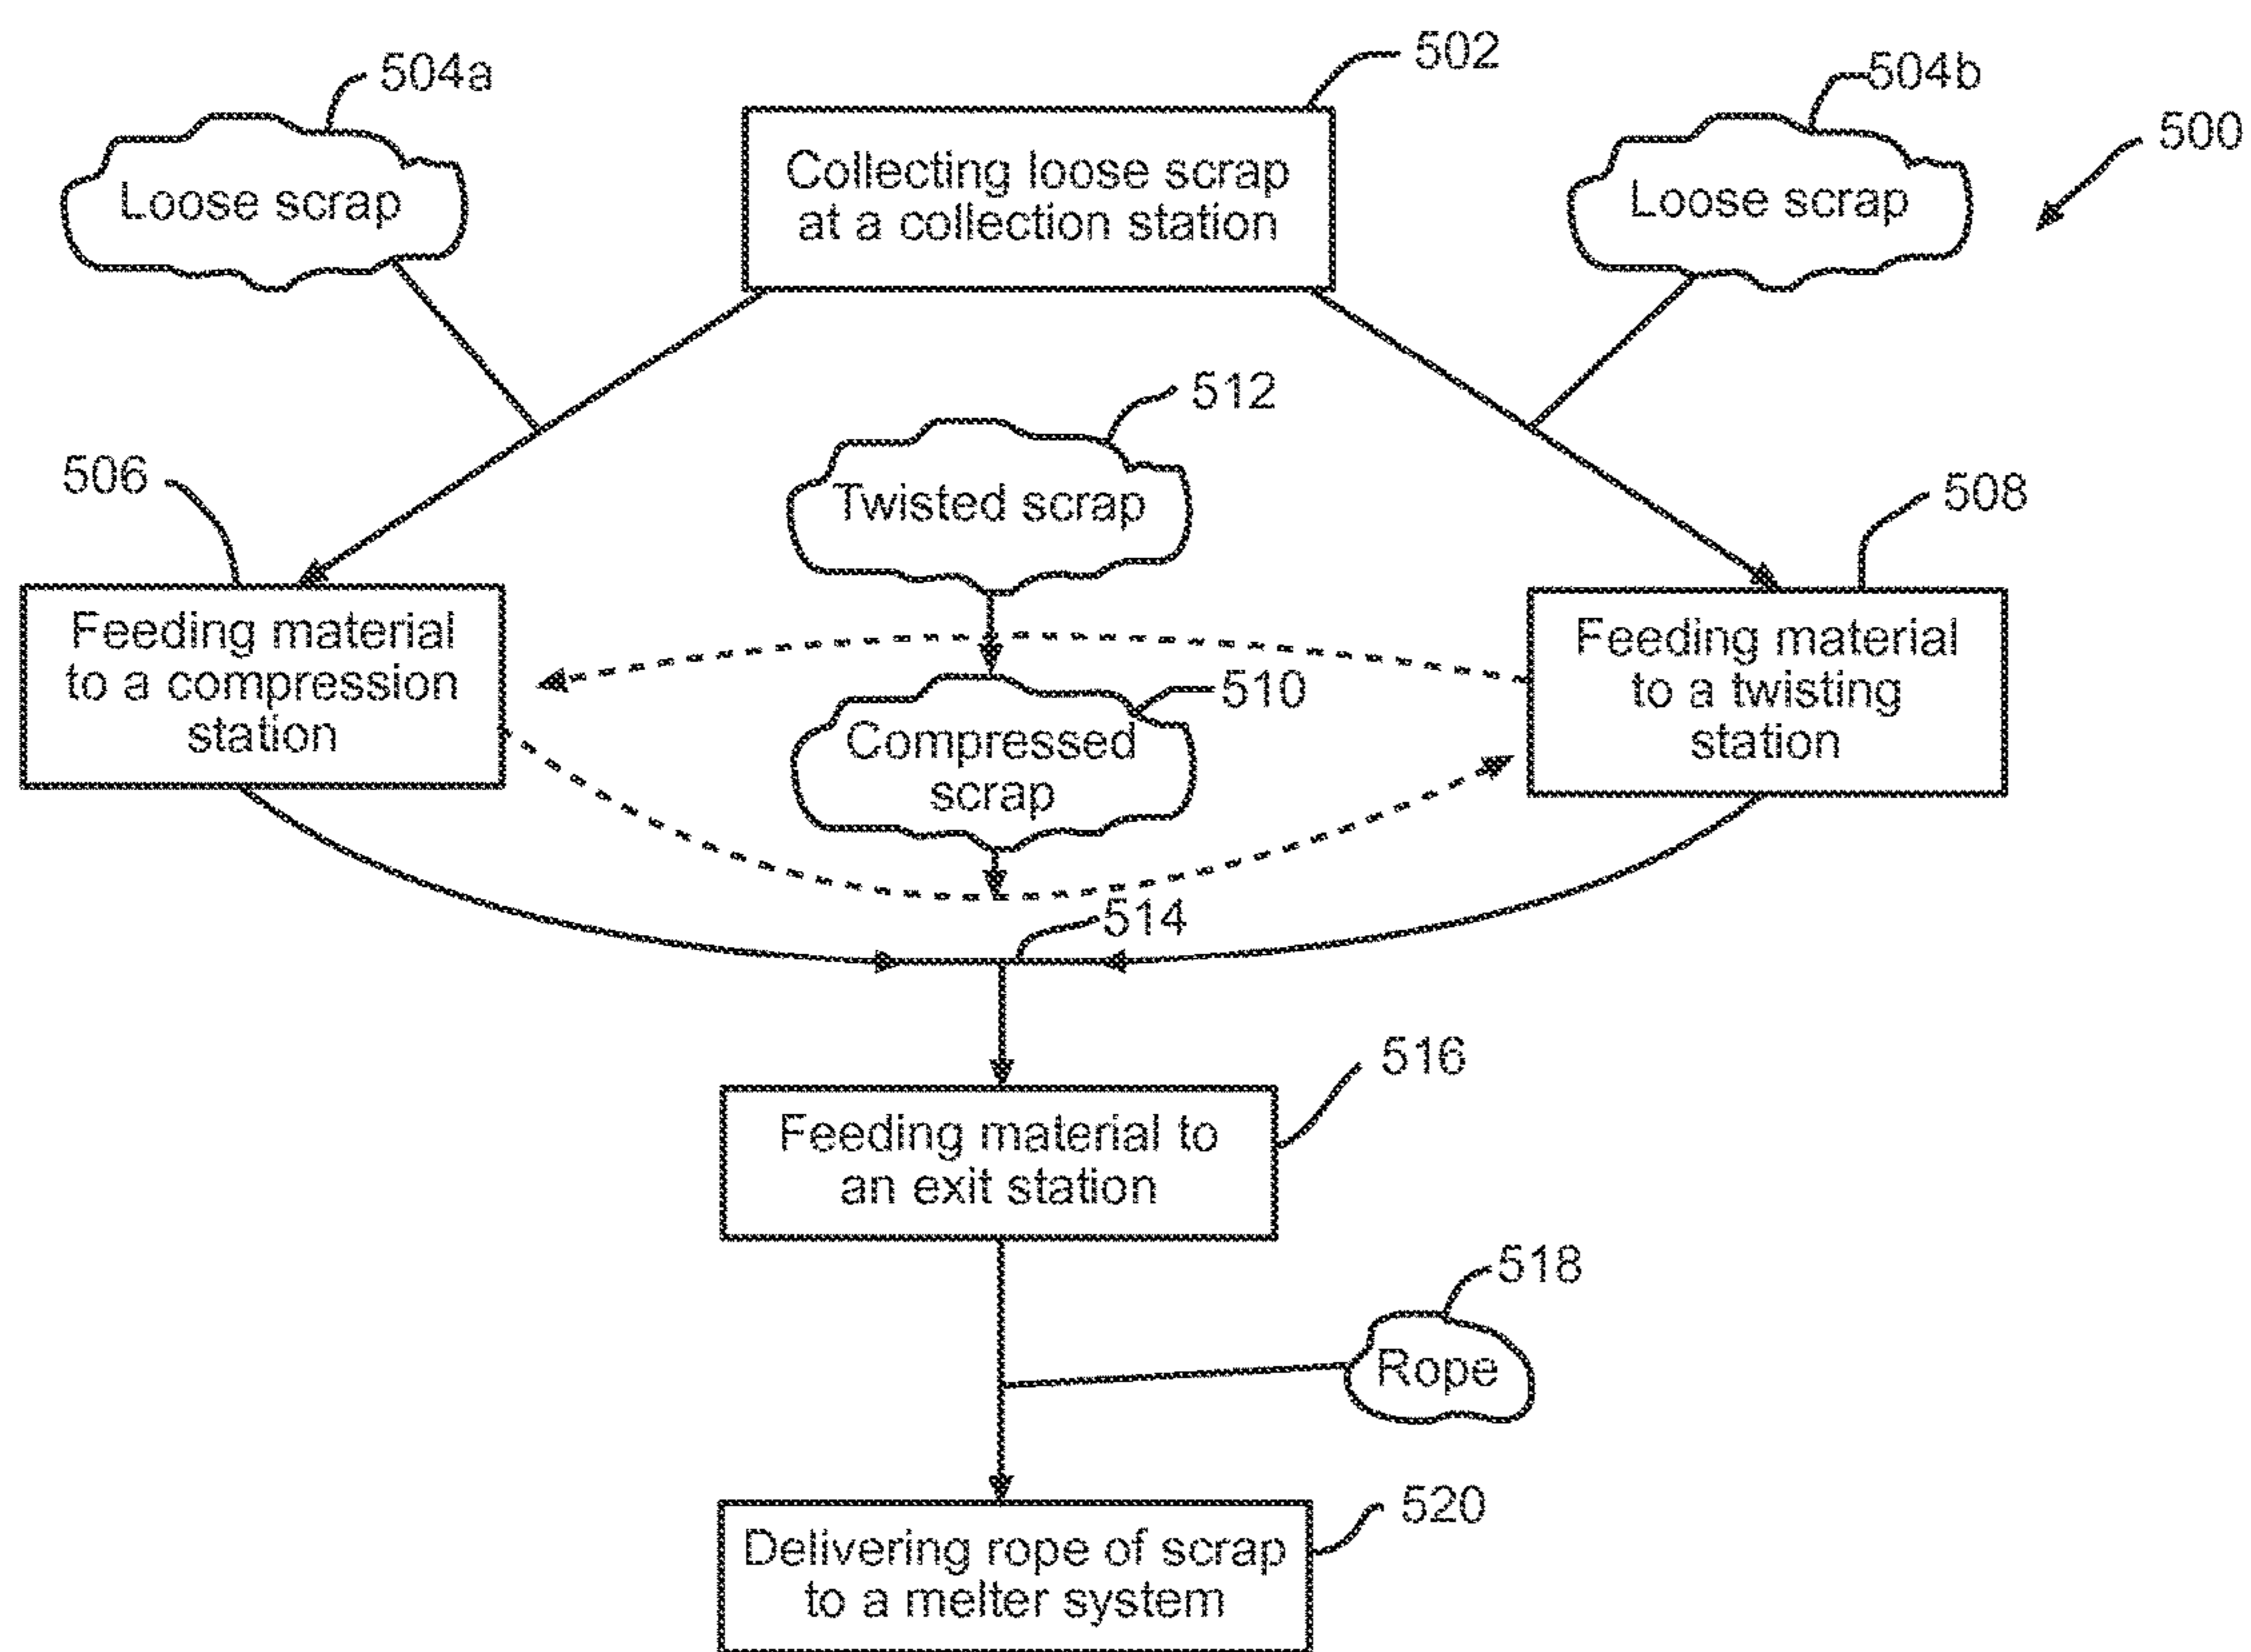 502
504a
504b
500
Collecting loose scrap
at a collection station
Loose scrap
Loose scrap
512
506
Twisted scrap
508
Feeding material
to a compression
station
510
Compressed
scrap
Feeding material
to a twisting
station
514
516
Feeding material to
an exit station
518
Rope
520
Delivering rope of scrap
to a melter system